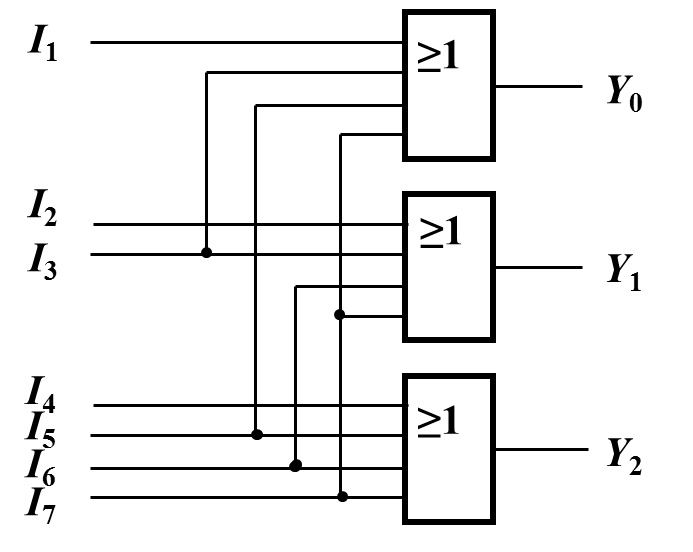 I₁
≥1
Y₀
I₂
≥1
I₃
Y₁
I₄
≥1
I₅
Y₂
I₆
I₇